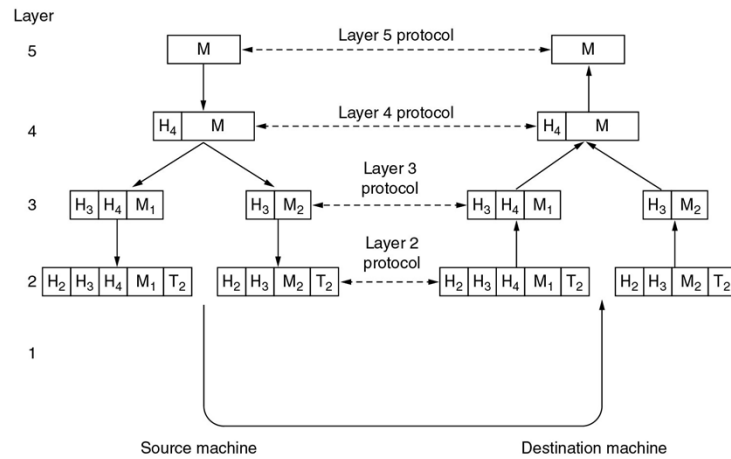 Layer
5 M Layer 5 protocol M
4 H4 M Layer 4 protocol H4 M
Layer 3
protocol
3 H3 H4 M1 H3 M2 H3 H4 M1 H3 M2
Layer 2
protocol
2 H2 H3 H4 M1 T2 H2 H3 M2 T2 H2 H3 H4 M1 T2 H2 H3 M2 T2
1
Source machine Destination machine